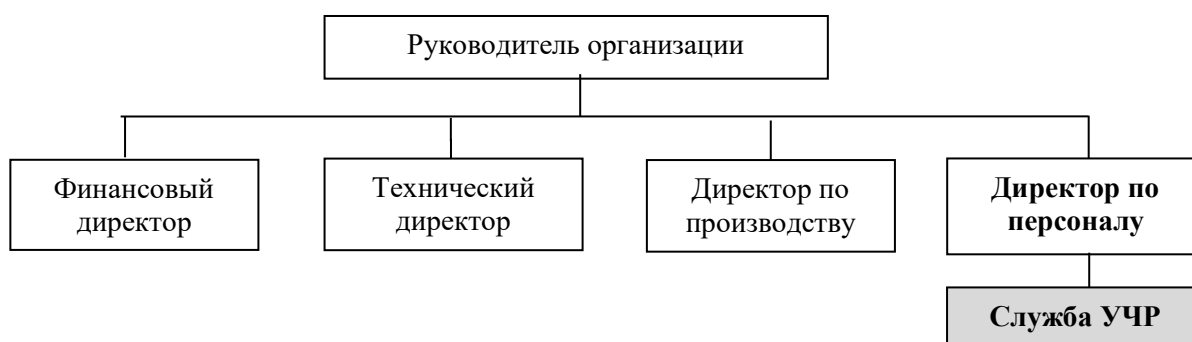 Руководитель организации
Финансовый
директор
Технический
директор
Директор по
производству
Директор по
персоналу
Служба УЧР